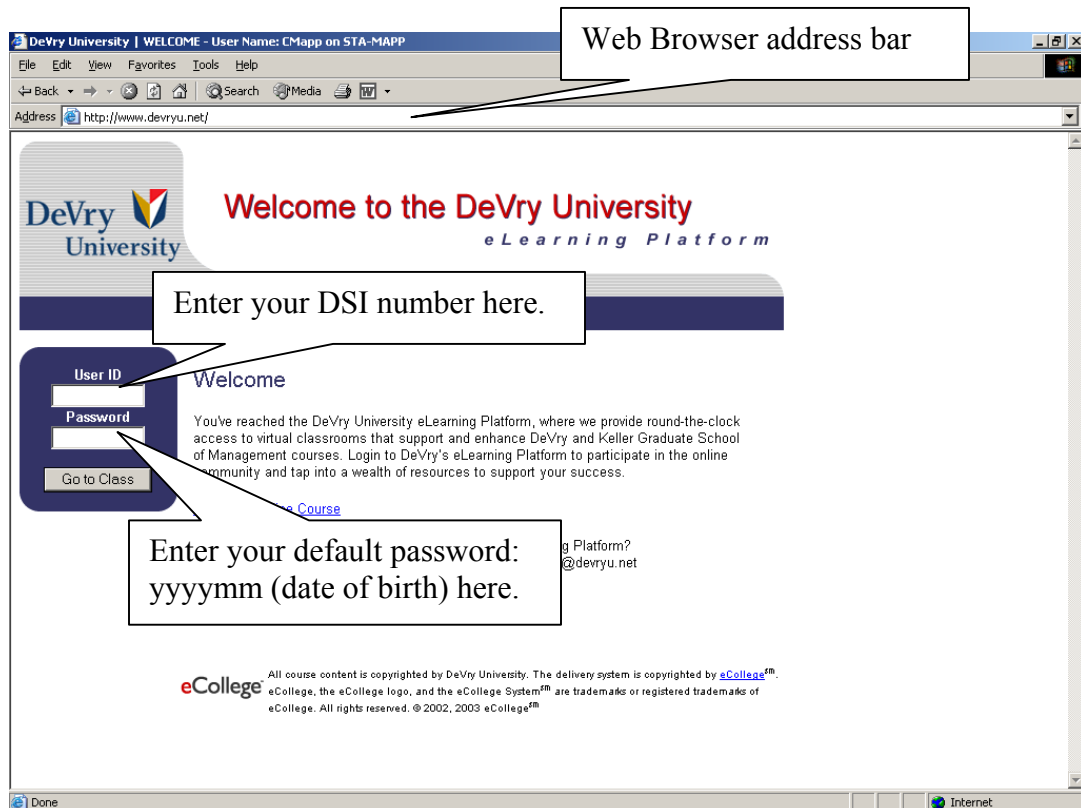 Web Browser address bar
DeVry University | WELCOME - User Name: CMapp on STA-MAPP
File Edit View Favorites Tools Help
Back Search Media
Address http://www.devryu.net/
DeVry
University
Welcome to the DeVry University
eLearning Platform
Enter your DSI number here.
User ID
Password
Go to Class
Welcome
You've reached the DeVry University eLearning Platform, where we provide round-the-clock
access to virtual classrooms that support and enhance DeVry and Keller Graduate School
of Management courses. Login to DeVry's eLearning Platform to participate in the online
community and tap into a wealth of resources to support your success.
Course
Platform?
@devryu.net
Enter your default password:
yyyymm (date of birth) here.
eCollege
All course content is copyrighted by DeVry University. The delivery system is copyrighted by eCollege℠.
eCollege, the eCollege logo, and the eCollege System℠ are trademarks or registered trademarks of
eCollege. All rights reserved. © 2002, 2003 eCollege℠
Done Internet